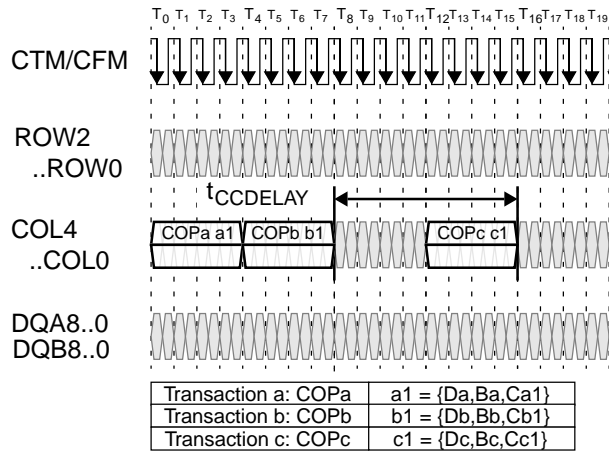 T0 T1 T2 T3 T4 T5 T6 T7 T8 T9 T10 T11 T12 T13 T14 T15 T16 T17 T18 T19
CTM/CFM
ROW2
..ROW0
tCCDELAY
COL4
..COL0
COPa a1 COPb b1 COPc c1
DQA8..0
DQB8..0
Transaction a: COPa a1 = {Da,Ba,Ca1}
Transaction b: COPb b1 = {Db,Bb,Cb1}
Transaction c: COPc c1 = {Dc,Bc,Cc1}